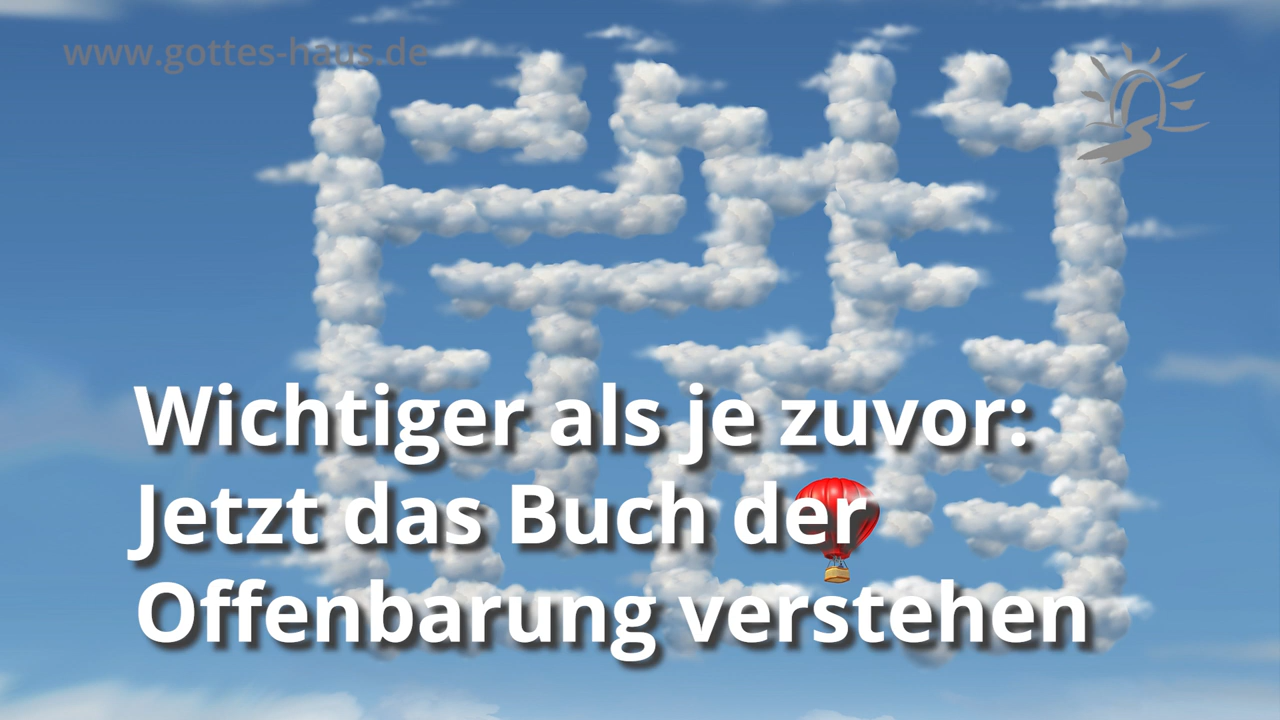 www.gottes-haus.de
Wichtiger als je zuvor:
Jetzt das Buch der
Offenbarung verstehen